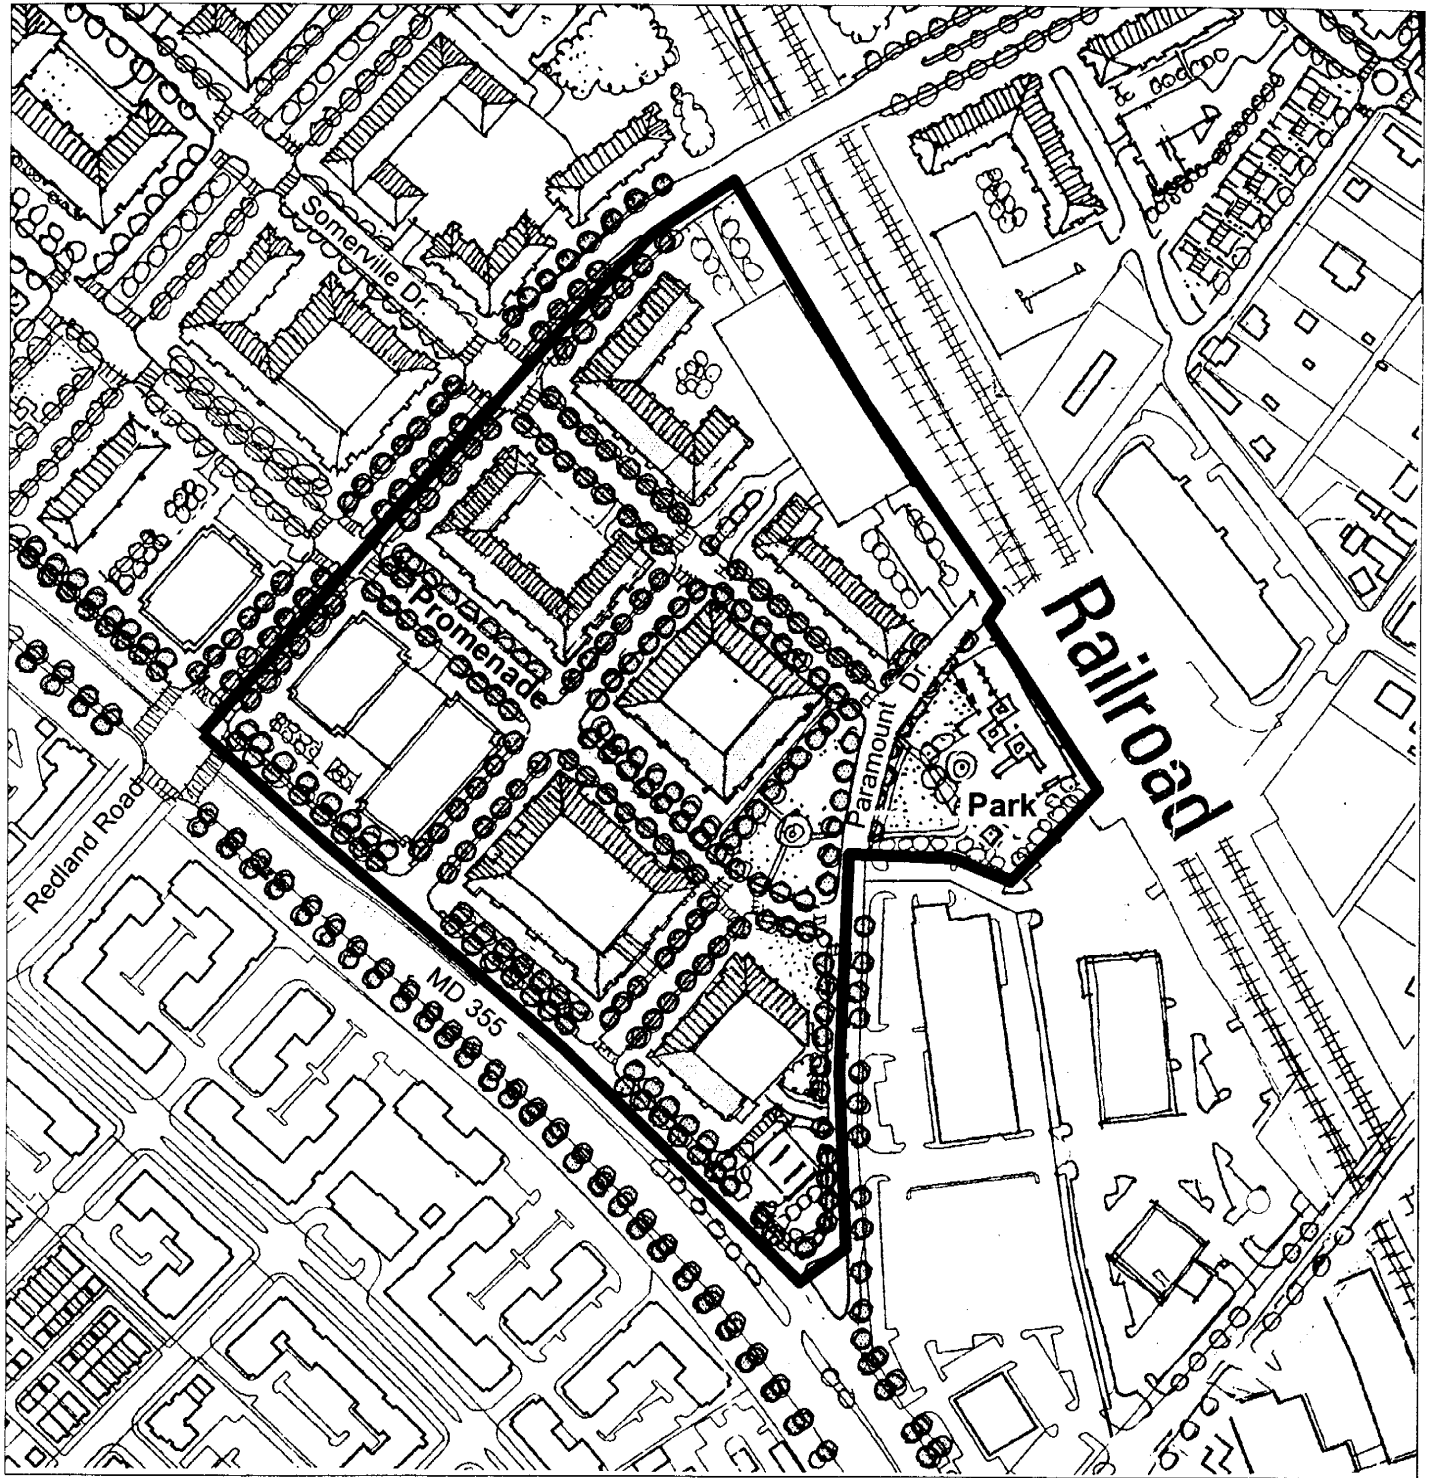 Somerville Dr.
Promenade
Railroad
Paramount Dr.
Park
Redland Road
MD 355